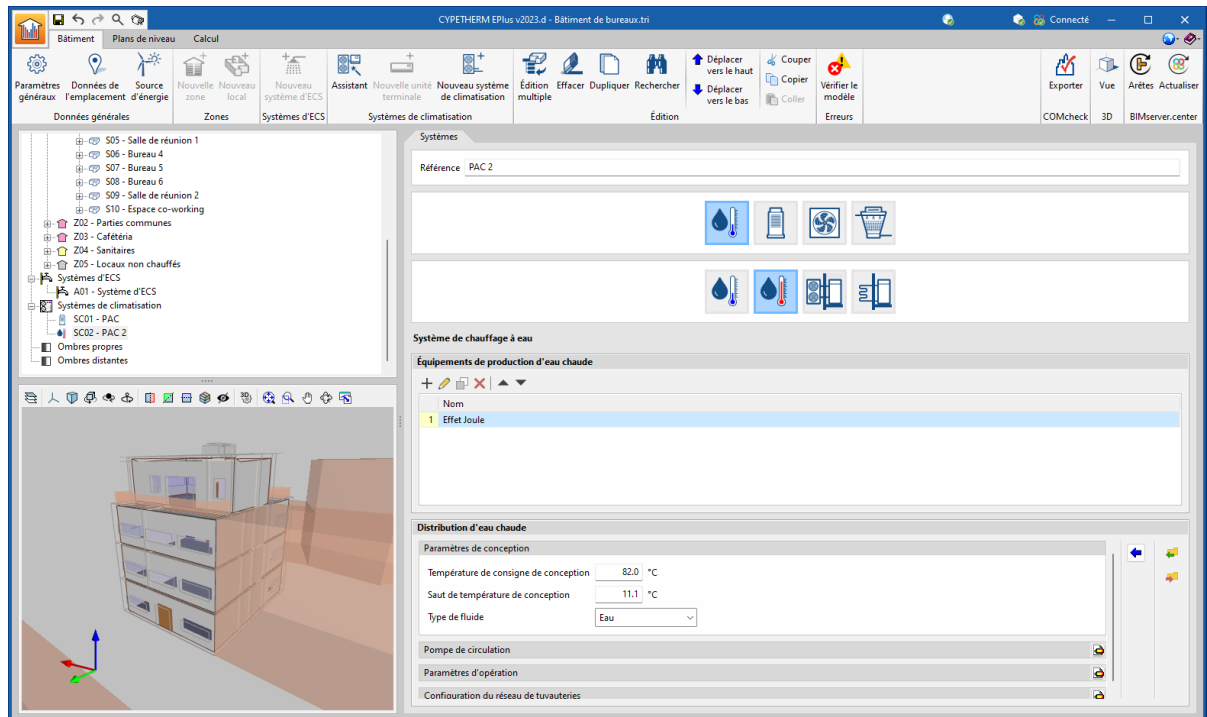 CYPETHERM EPlus v2023.d - Bâtiment de bureaux.tri
Connecté
Bâtiment Plans de niveau Calcul
Paramètres généraux
Données de l'emplacement
Source d'énergie
Nouvelle zone
Nouveau local
Nouveau système d'ECS
Assistant
Nouvelle unité terminale
Nouveau système de climatisation
Édition multiple
Effacer
Dupliquer
Rechercher
Déplacer vers le haut
Déplacer vers le bas
Couper
Copier
Coller
Vérifier le modèle
Exporter
Vue
Arêtes
Actualiser
Données générales
Zones
Systèmes d'ECS
Systèmes de climatisation
Édition
Erreurs
COMcheck
3D
BIMserver.center
S05 - Salle de réunion 1
S06 - Bureau 4
S07 - Bureau 5
S08 - Bureau 6
S09 - Salle de réunion 2
S10 - Espace co-working
Z02 - Parties communes
Z03 - Cafétéria
Z04 - Sanitaires
Z05 - Locaux non chauffés
Systèmes d'ECS
A01 - Système d'ECS
Systèmes de climatisation
SC01 - PAC
SC02 - PAC 2
Ombres propres
Ombres distantes
3D
Systèmes
Référence PAC 2
Système de chauffage à eau
Équipements de production d'eau chaude
Nom
1 Effet Joule
Distribution d'eau chaude
Paramètres de conception
Température de consigne de conception 82.0 °C
Saut de température de conception 11.1 °C
Type de fluide Eau
Pompe de circulation
Paramètres d'opération
Configuration du réseau de tuyauteries